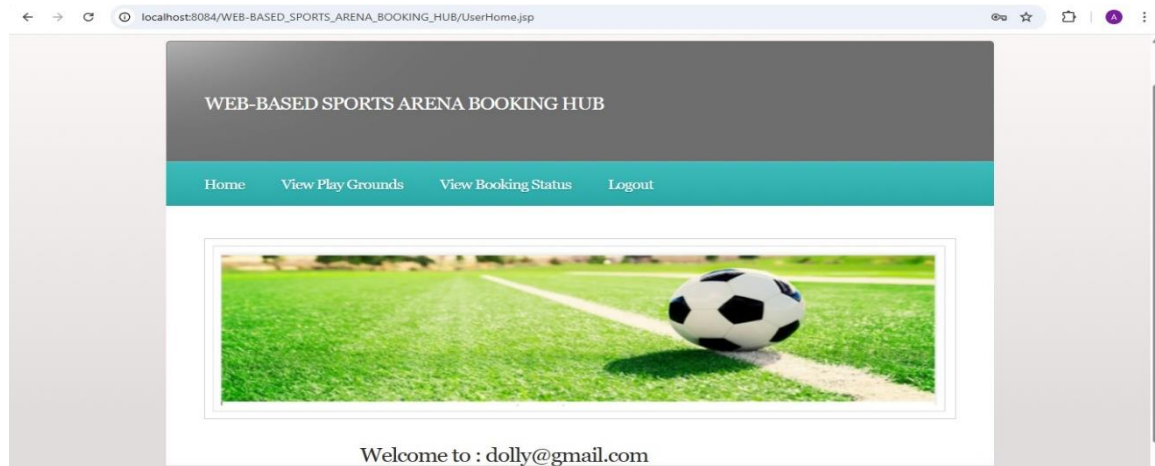 localhost:8084/WEB-BASED_SPORTS_ARENA_BOOKING_HUB/UserHome.jsp
A
WEB-BASED SPORTS ARENA BOOKING HUB
Home View Play Grounds View Booking Status Logout
Welcome to : dolly@gmail.com